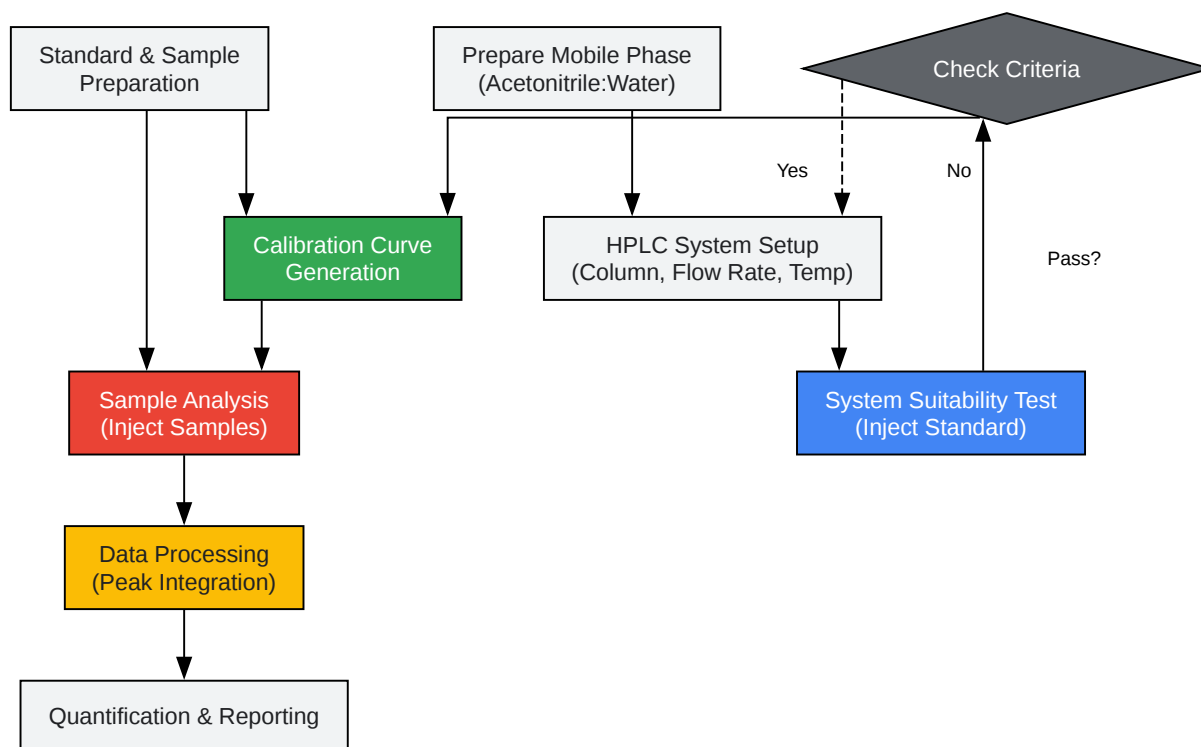 Standard & Sample
Preparation
Prepare Mobile Phase
(Acetonitrile:Water)
Check Criteria
Yes
No
Calibration Curve
Generation
HPLC System Setup
(Column, Flow Rate, Temp)
Pass?
Sample Analysis
(Inject Samples)
System Suitability Test
(Inject Standard)
Data Processing
(Peak Integration)
Quantification & Reporting